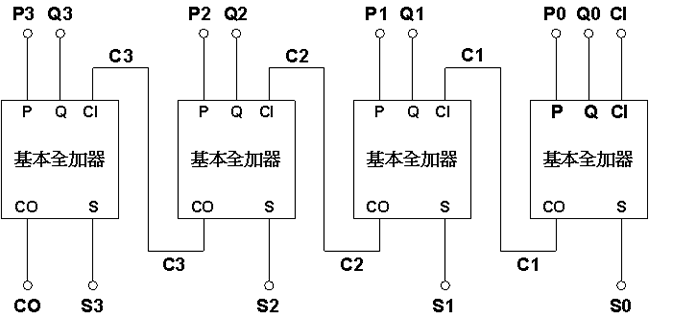 P3 Q3 P2 Q2 P1 Q1 P0 Q0 CI
C3 C2 C1
P Q CI P Q CI P Q CI P Q CI
基本全加器 基本全加器 基本全加器 基本全加器
CO S CO S CO S CO S
C3 C2 C1
CO S3 S2 S1 S0